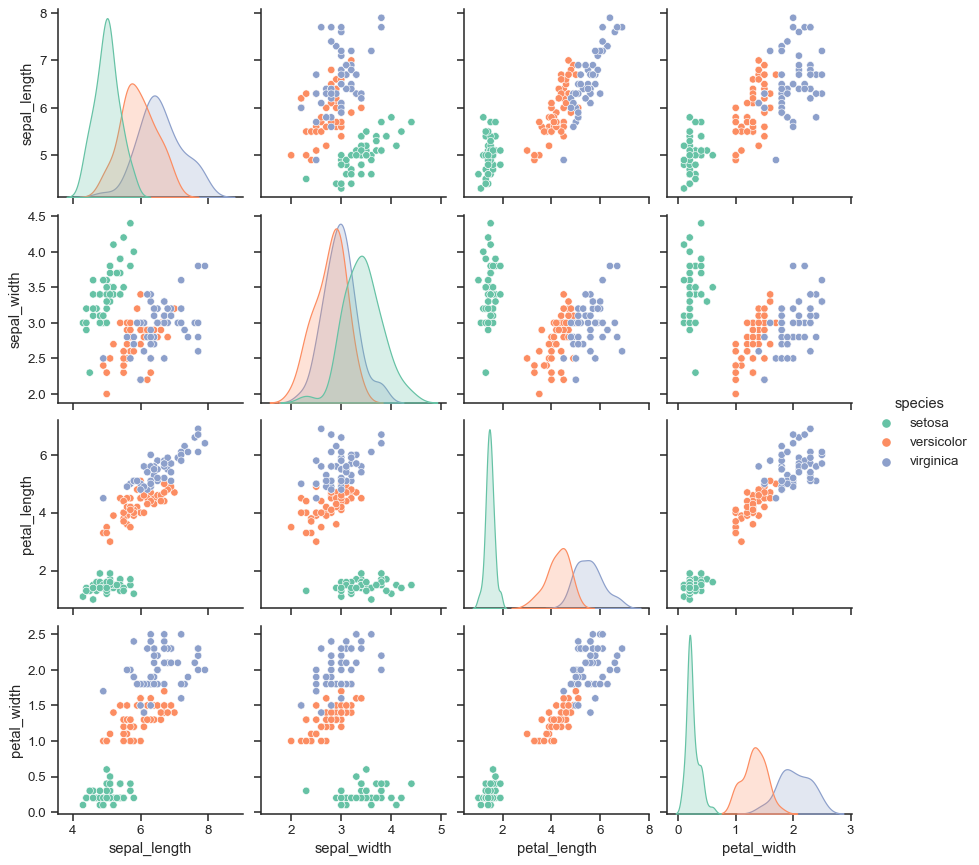 8
7
6
5
sepal_length
4.5
4.0
3.5
3.0
2.5
2.0
sepal_width
6
4
2
petal_length
2.5
2.0
1.5
1.0
0.5
0.0
petal_width
4 6 8
sepal_length
2 3 4 5
sepal_width
2 4 6 8
petal_length
0 1 2 3
petal_width
species
setosa
versicolor
virginica